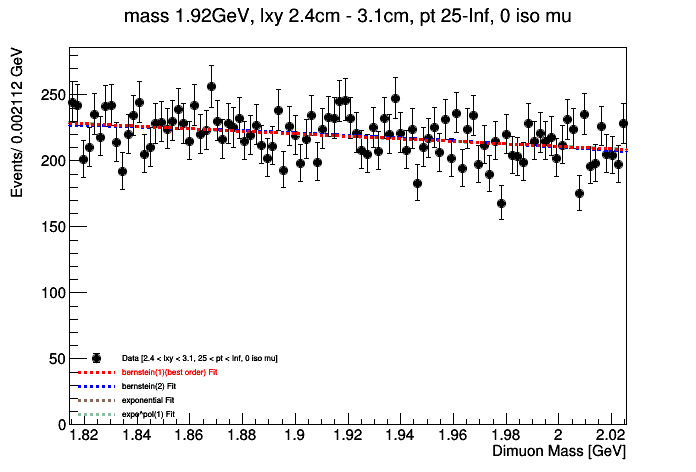 mass 1.92GeV, lxy 2.4cm - 3.1cm, pt 25-Inf, 0 iso mu
Events/ 0.002112 GeV
250
200
150
100
50
0
Data [2.4 < lxy < 3.1, 25 < pt < Inf, 0 iso mu]
bernstein(1)(best order) Fit
bernstein(2) Fit
exponential Fit
expo*pol(1) Fit
1.82 1.84 1.86 1.88 1.9 1.92 1.94 1.96 1.98 2 2.02
Dimuon Mass [GeV]